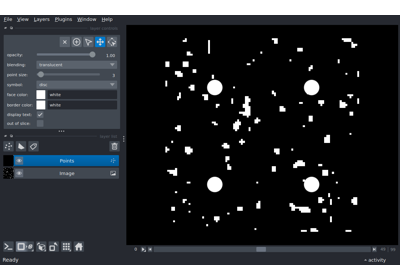 File View Layers Plugins Window Help
opacity: 1.00
blending: translucent
point size:
symbol: disc
face color: white
border color: white
display text:
out of slice:
Points
Image
Ready
activity